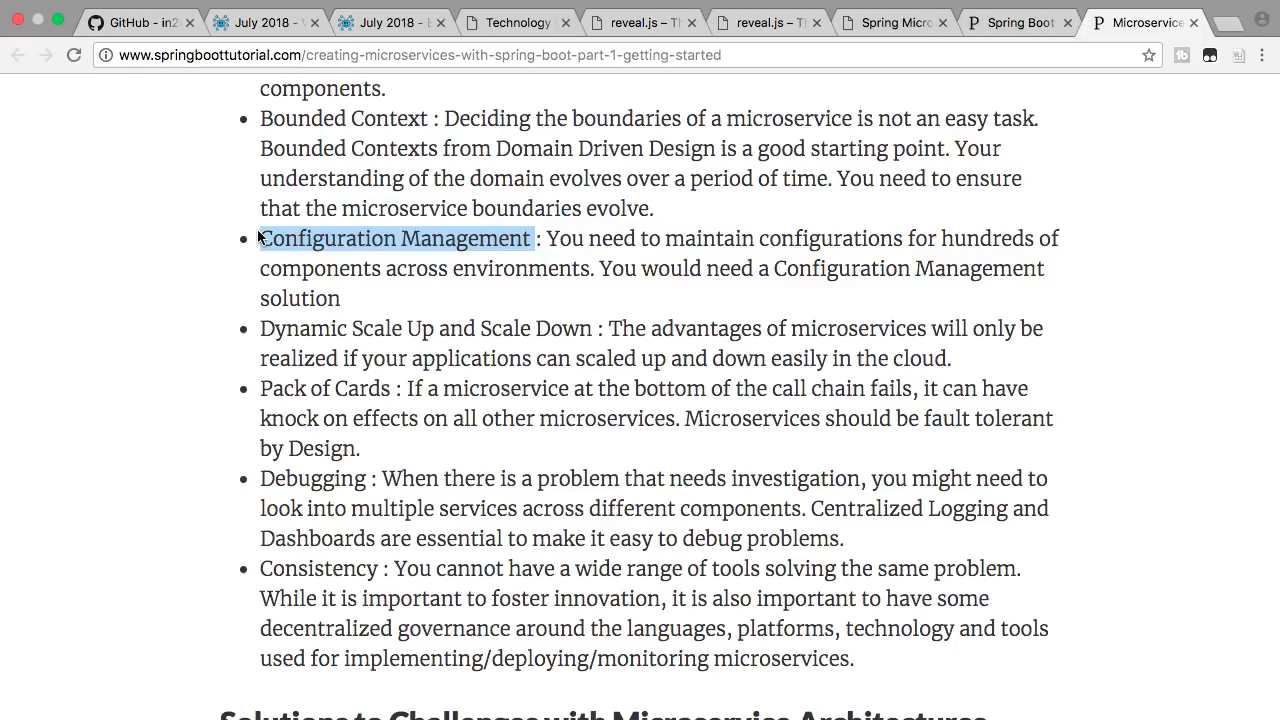 GitHub - in2
July 2018 - V
July 2018 - E
Technology
reveal.js – Th
reveal.js – Th
Spring Micro
Spring Boot
Microservice
www.springboottutorial.com/creating-microservices-with-spring-boot-part-1-getting-started
components.
• Bounded Context : Deciding the boundaries of a microservice is not an easy task.
Bounded Contexts from Domain Driven Design is a good starting point. Your
understanding of the domain evolves over a period of time. You need to ensure
that the microservice boundaries evolve.
• Configuration Management : You need to maintain configurations for hundreds of
components across environments. You would need a Configuration Management
solution
• Dynamic Scale Up and Scale Down : The advantages of microservices will only be
realized if your applications can scaled up and down easily in the cloud.
• Pack of Cards : If a microservice at the bottom of the call chain fails, it can have
knock on effects on all other microservices. Microservices should be fault tolerant
by Design.
• Debugging : When there is a problem that needs investigation, you might need to
look into multiple services across different components. Centralized Logging and
Dashboards are essential to make it easy to debug problems.
• Consistency : You cannot have a wide range of tools solving the same problem.
While it is important to foster innovation, it is also important to have some
decentralized governance around the languages, platforms, technology and tools
used for implementing/deploying/monitoring microservices.
Solutions to Challenges with Microservice Architectures